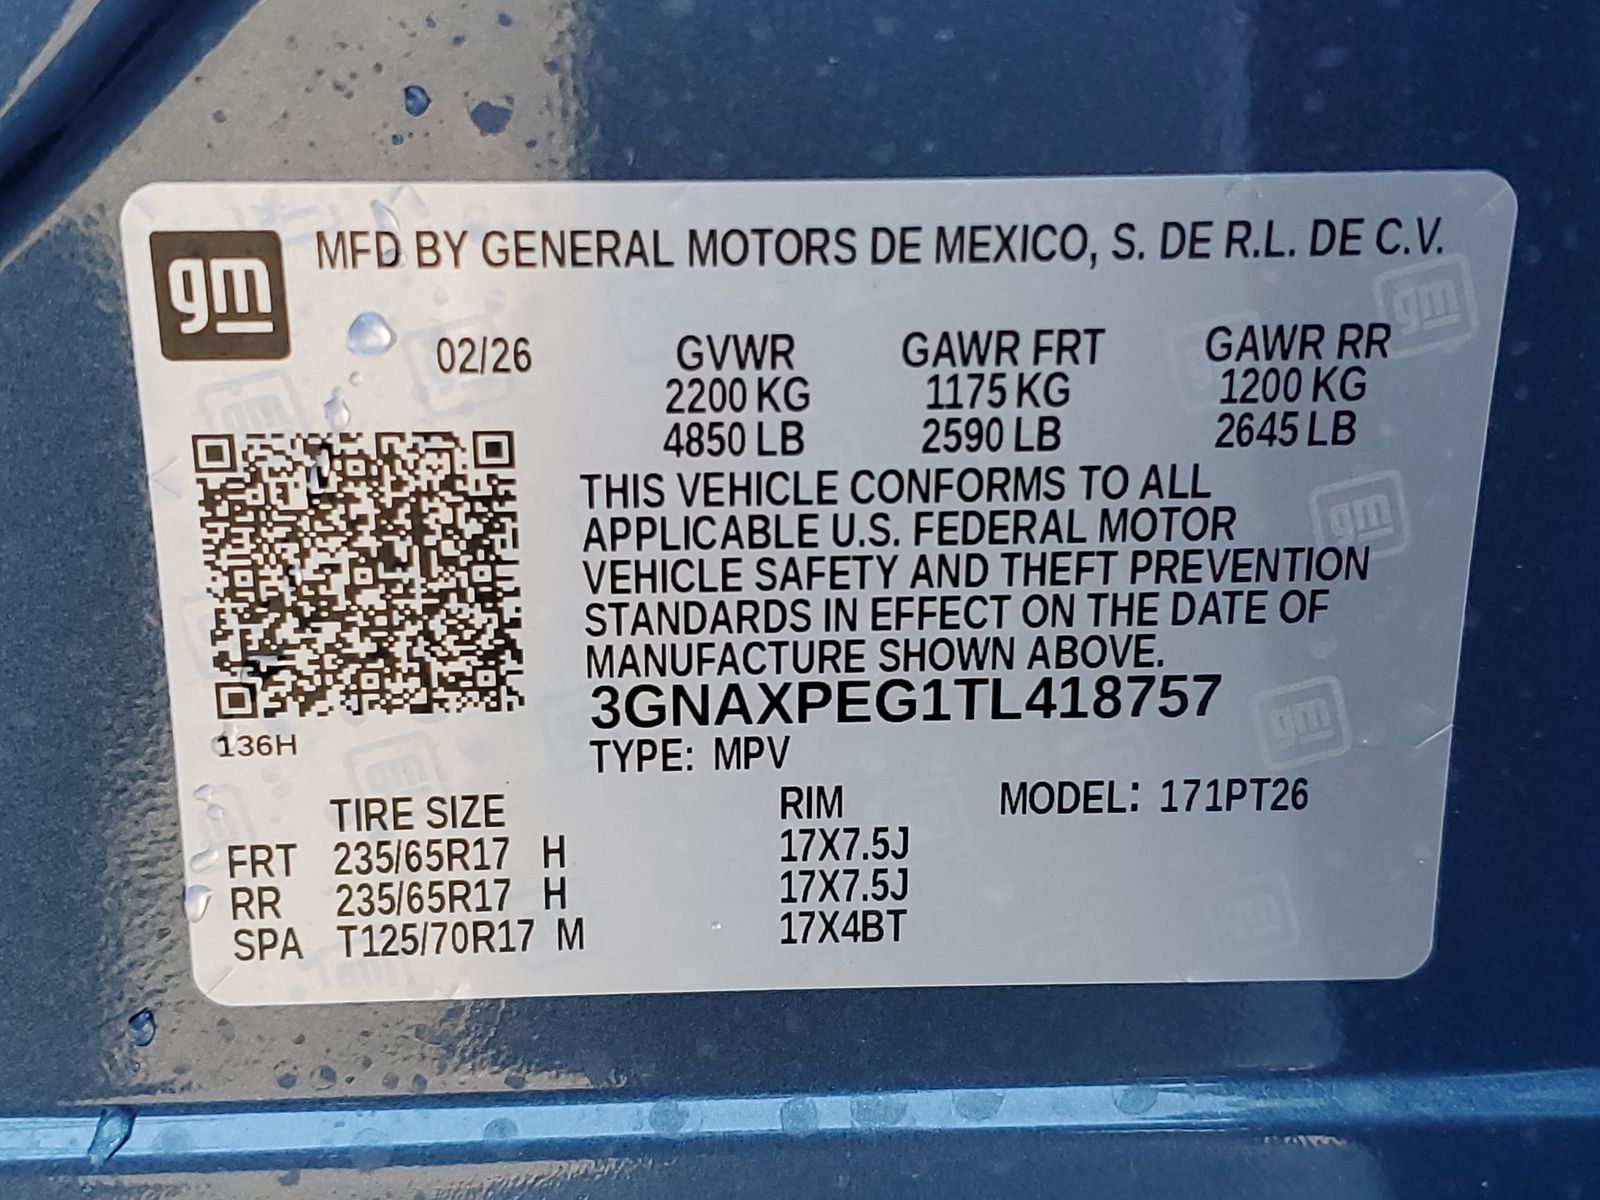 gm MFD BY GENERAL MOTORS DE MEXICO, S. DE R.L. DE C.V.
02/26 GVWR GAWR FRT GAWR RR
2200 KG 1175 KG 1200 KG
4850 LB 2590 LB 2645 LB
THIS VEHICLE CONFORMS TO ALL
APPLICABLE U.S. FEDERAL MOTOR
VEHICLE SAFETY AND THEFT PREVENTION
STANDARDS IN EFFECT ON THE DATE OF
MANUFACTURE SHOWN ABOVE.
3GNAXPEG1TL418757
136H TYPE: MPV
TIRE SIZE RIM MODEL: 171PT26
FRT 235/65R17 H 17X7.5J
RR 235/65R17 H 17X7.5J
SPA T125/70R17 M 17X4BT